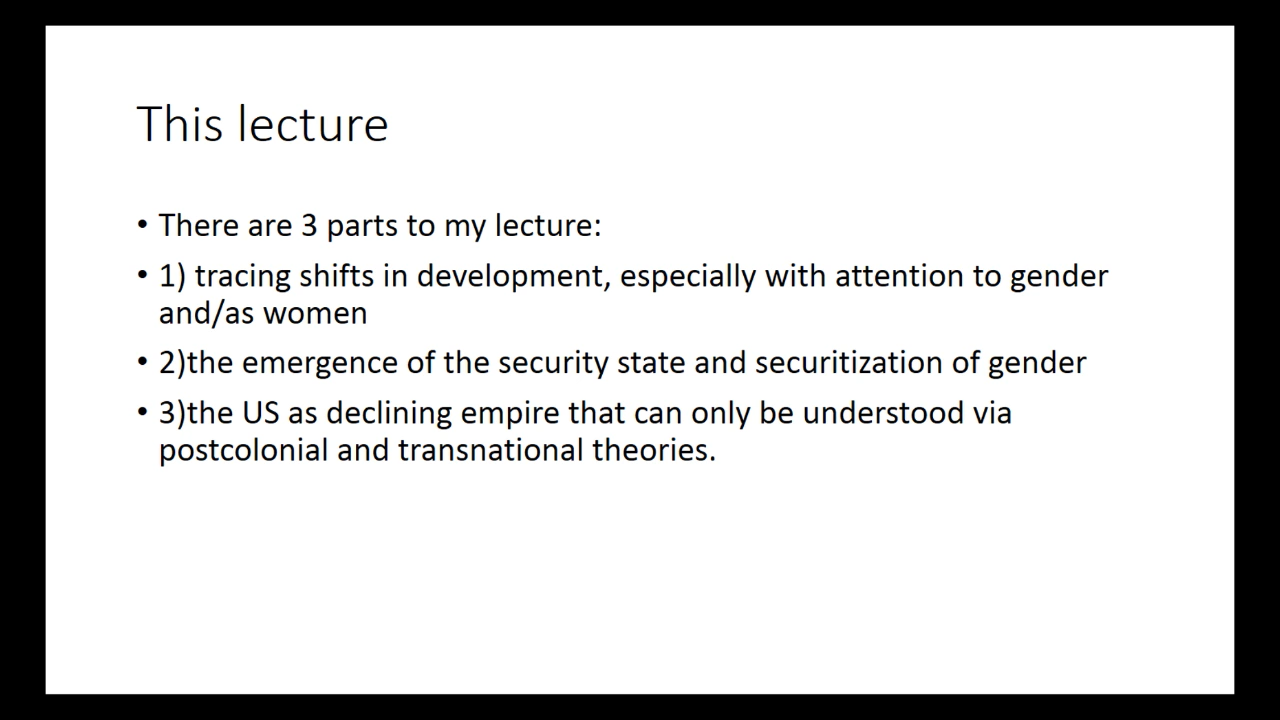 This lecture
• There are 3 parts to my lecture:
• 1) tracing shifts in development, especially with attention to gender
and/as women
• 2)the emergence of the security state and securitization of gender
• 3)the US as declining empire that can only be understood via
postcolonial and transnational theories.